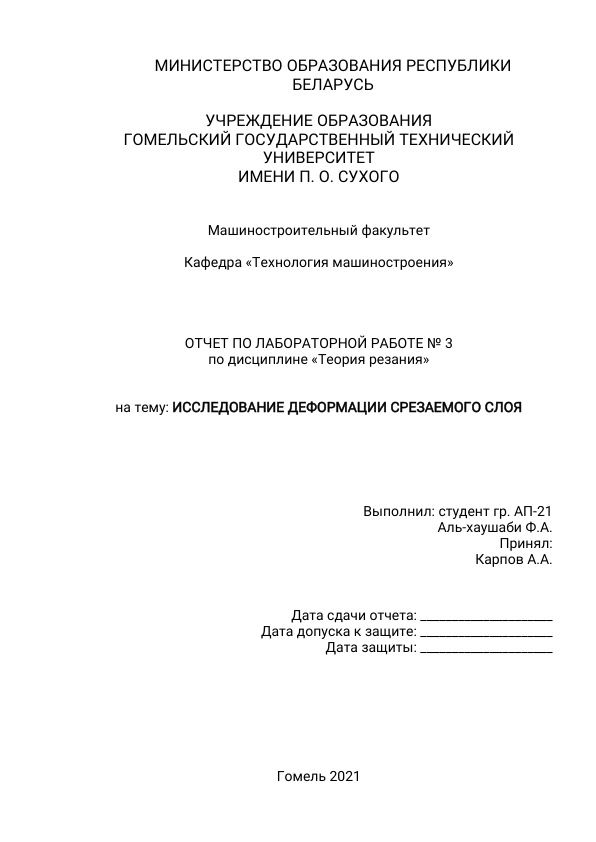 МИНИСТЕРСТВО ОБРАЗОВАНИЯ РЕСПУБЛИКИ
БЕЛАРУСЬ
УЧРЕЖДЕНИЕ ОБРАЗОВАНИЯ
ГОМЕЛЬСКИЙ ГОСУДАРСТВЕННЫЙ ТЕХНИЧЕСКИЙ
УНИВЕРСИТЕТ
ИМЕНИ П. О. СУХОГО
Машиностроительный факультет
Кафедра «Технология машиностроения»
ОТЧЕТ ПО ЛАБОРАТОРНОЙ РАБОТЕ № 3
по дисциплине «Теория резания»
на тему: ИССЛЕДОВАНИЕ ДЕФОРМАЦИИ СРЕЗАЕМОГО СЛОЯ
Выполнил: студент гр. АП-21
Аль-хаушаби Ф.А.
Принял:
Карпов А.А.
Дата сдачи отчета: ____________________
Дата допуска к защите: ____________________
Дата защиты: ____________________
Гомель 2021